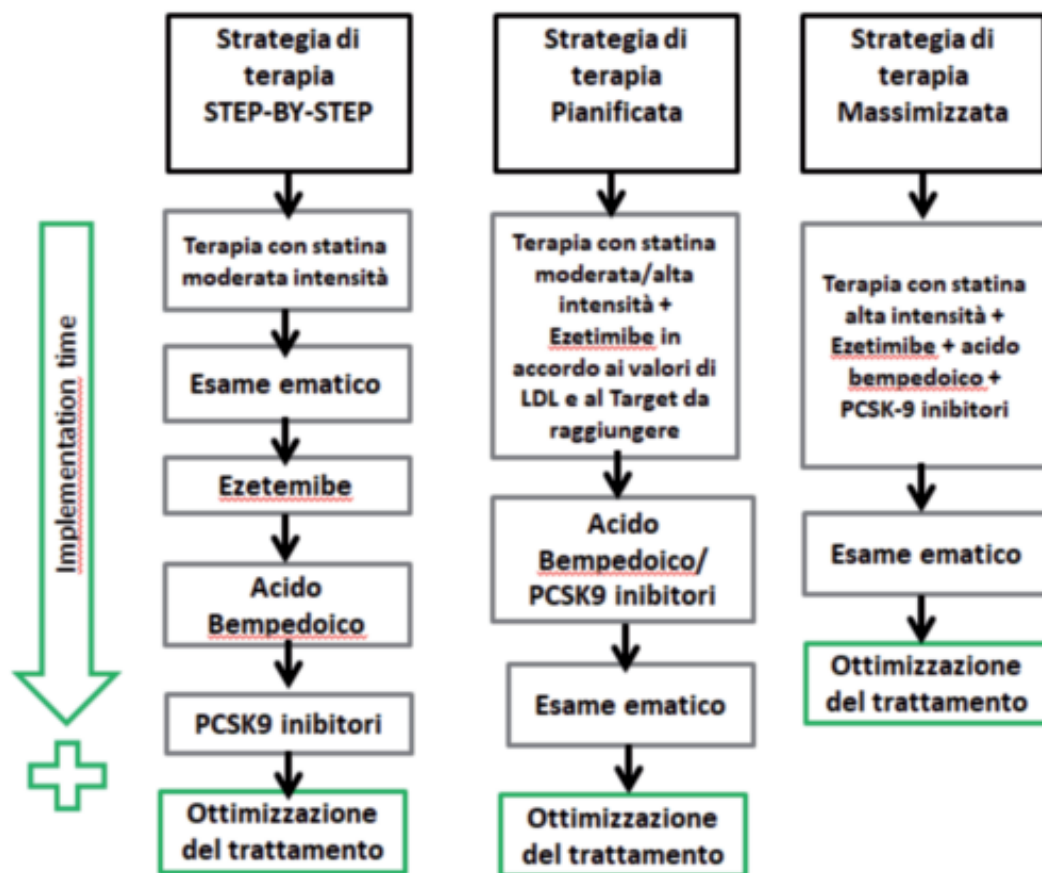 Strategia di
terapia
STEP-BY-STEP
Terapia con statina
moderata intensità
Esame ematico
Ezetemibe
Acido
Bempedoico
PCSK9 inibitori
Ottimizzazione
del trattamento
Strategia di
terapia
Pianificata
Terapia con statina
moderata/alta
intensità +
Ezetimibe in
accordo ai valori di
LDL e al Target da
raggiungere
Acido
Bempedoico/
PCSK9 inibitori
Esame ematico
Ottimizzazione
del trattamento
Strategia di
terapia
Massimizzata
Terapia con statina
alta intensità +
Ezetimibe + acido
bempedoico +
PCSK-9 inibitori
Esame ematico
Ottimizzazione
del trattamento
Implementation time